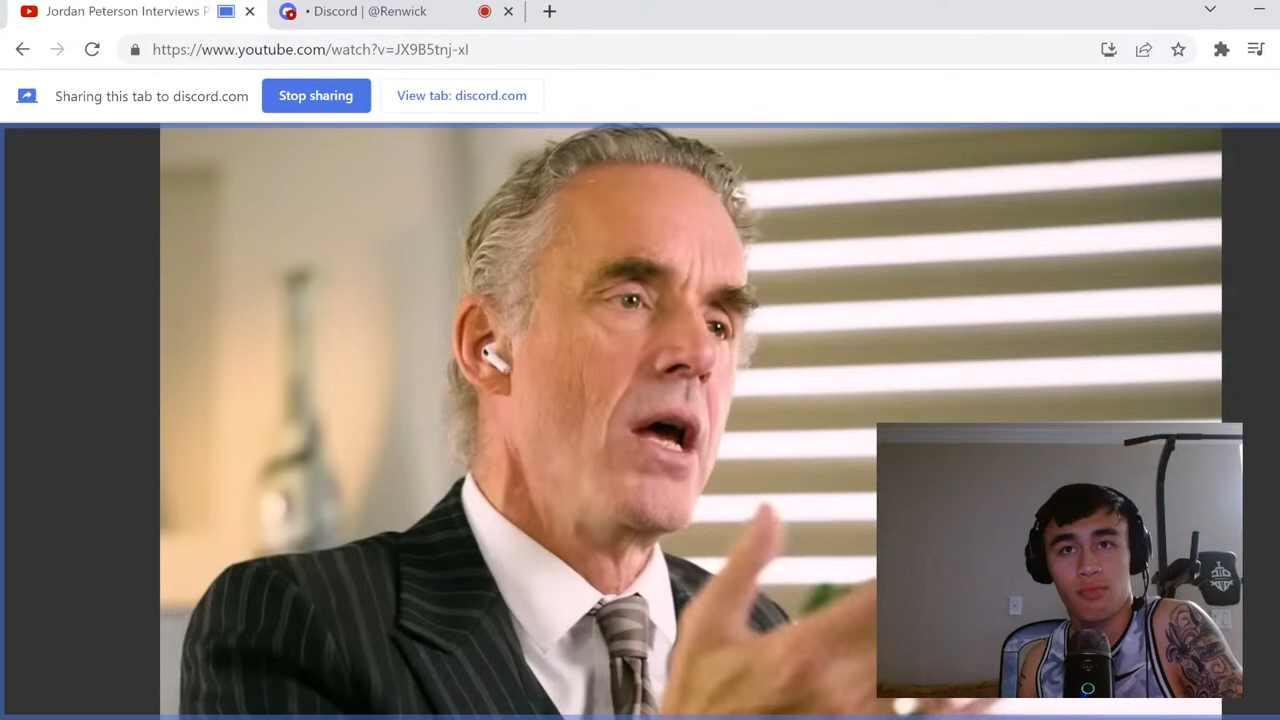 Jordan Peterson Interviews P
• Discord | @Renwick
https://www.youtube.com/watch?v=JX9B5tnj-xI
Sharing this tab to discord.com
Stop sharing
View tab: discord.com